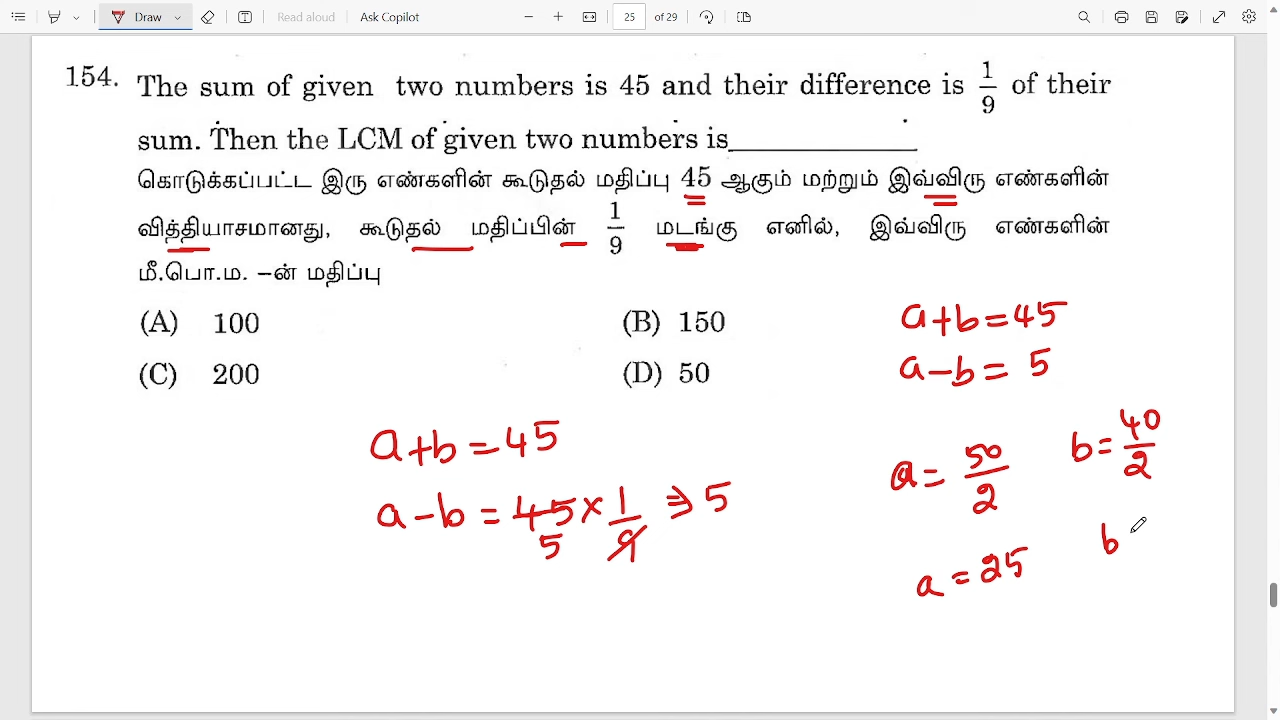 Draw Read aloud Ask Copilot 25 of 29
154. The sum of given two numbers is 45 and their difference is 1/9 of their
sum. Then the LCM of given two numbers is____________
கொடுக்கப்பட்ட இரு எண்களின் கூடுதல் மதிப்பு 45 ஆகும் மற்றும் இவ்விரு எண்களின்
வித்தியாசமானது, கூடுதல் மதிப்பின் 1/9 மடங்கு எனில், இவ்விரு எண்களின்
மீ.பொ.ம. –ன் மதிப்பு
(A) 100 (B) 150
(C) 200 (D) 50
a+b=45
a-b= 5
a+b=45
a= 50/2 b= 40/2
a-b = 45 × 1/9 ⇒ 5
5
a = 25 b